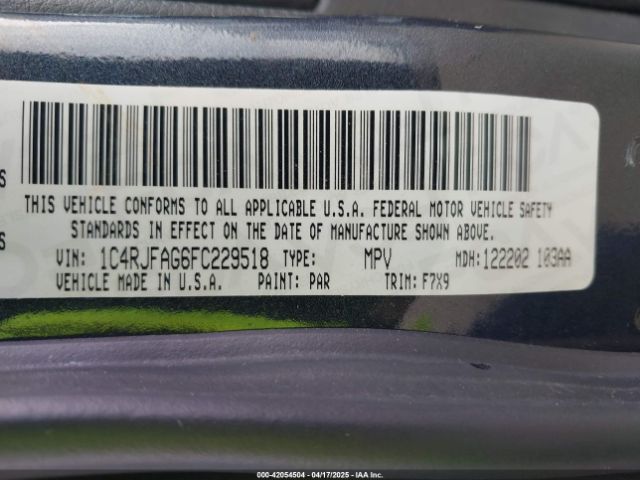 S
THIS VEHICLE CONFORMS TO ALL APPLICABLE U.S.A. FEDERAL MOTOR VEHICLE SAFETY
S
STANDARDS IN EFFECT ON THE DATE OF MANUFACTURE SHOWN ABOVE.
VIN: 1C4RJFAG6FC229518 TYPE: MPV MDH:122202 103AA
VEHICLE MADE IN U.S.A. PAINT: PAR TRIM: F7X9
000-42054504 - 04/17/2025 - IAA Inc.